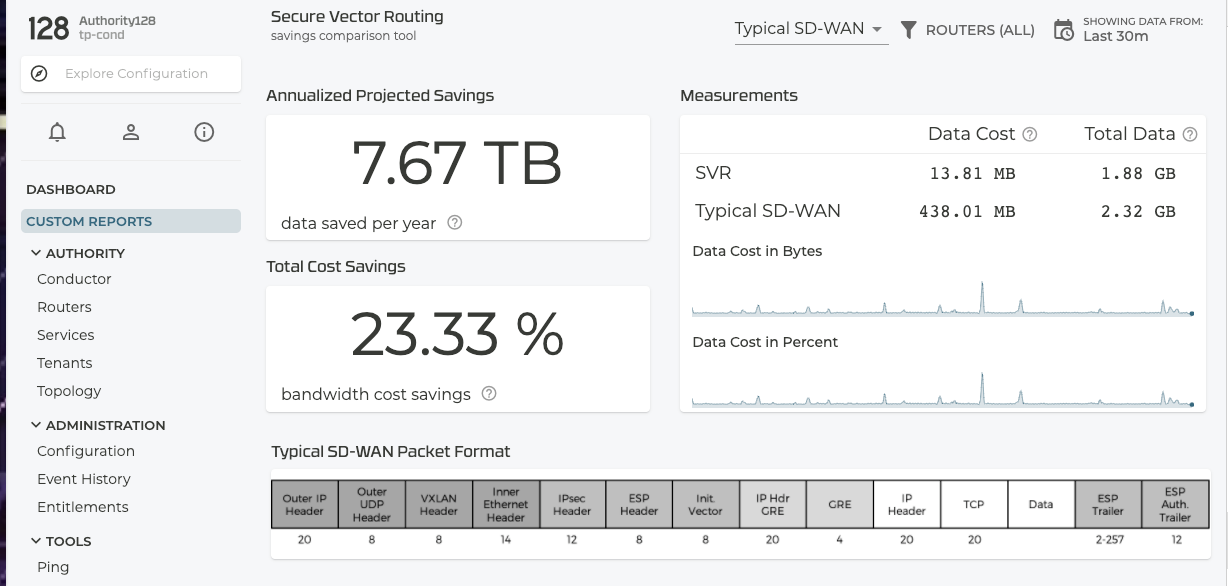 128
Authority128
tp-cond
Explore Configuration
DASHBOARD
CUSTOM REPORTS
AUTHORITY
Conductor
Routers
Services
Tenants
Topology
ADMINISTRATION
Configuration
Event History
Entitlements
TOOLS
Ping
Secure Vector Routing
savings comparison tool
Typical SD-WAN
ROUTERS (ALL)
SHOWING DATA FROM:
Last 30m
Annualized Projected Savings
7.67 TB
data saved per year ?
Total Cost Savings
23.33 %
bandwidth cost savings ?
Measurements
Data Cost ? Total Data ?
SVR 13.81 MB 1.88 GB
Typical SD-WAN 438.01 MB 2.32 GB
Data Cost in Bytes
Data Cost in Percent
Typical SD-WAN Packet Format
Outer IP Header
Outer UDP Header
VXLAN Header
Inner Ethernet Header
IPsec Header
ESP Header
Init. Vector
IP Hdr GRE
GRE
IP Header
TCP
Data
ESP Trailer
ESP Auth. Trailer
20 8 8 14 12 8 8 20 4 20 20 2-257 12